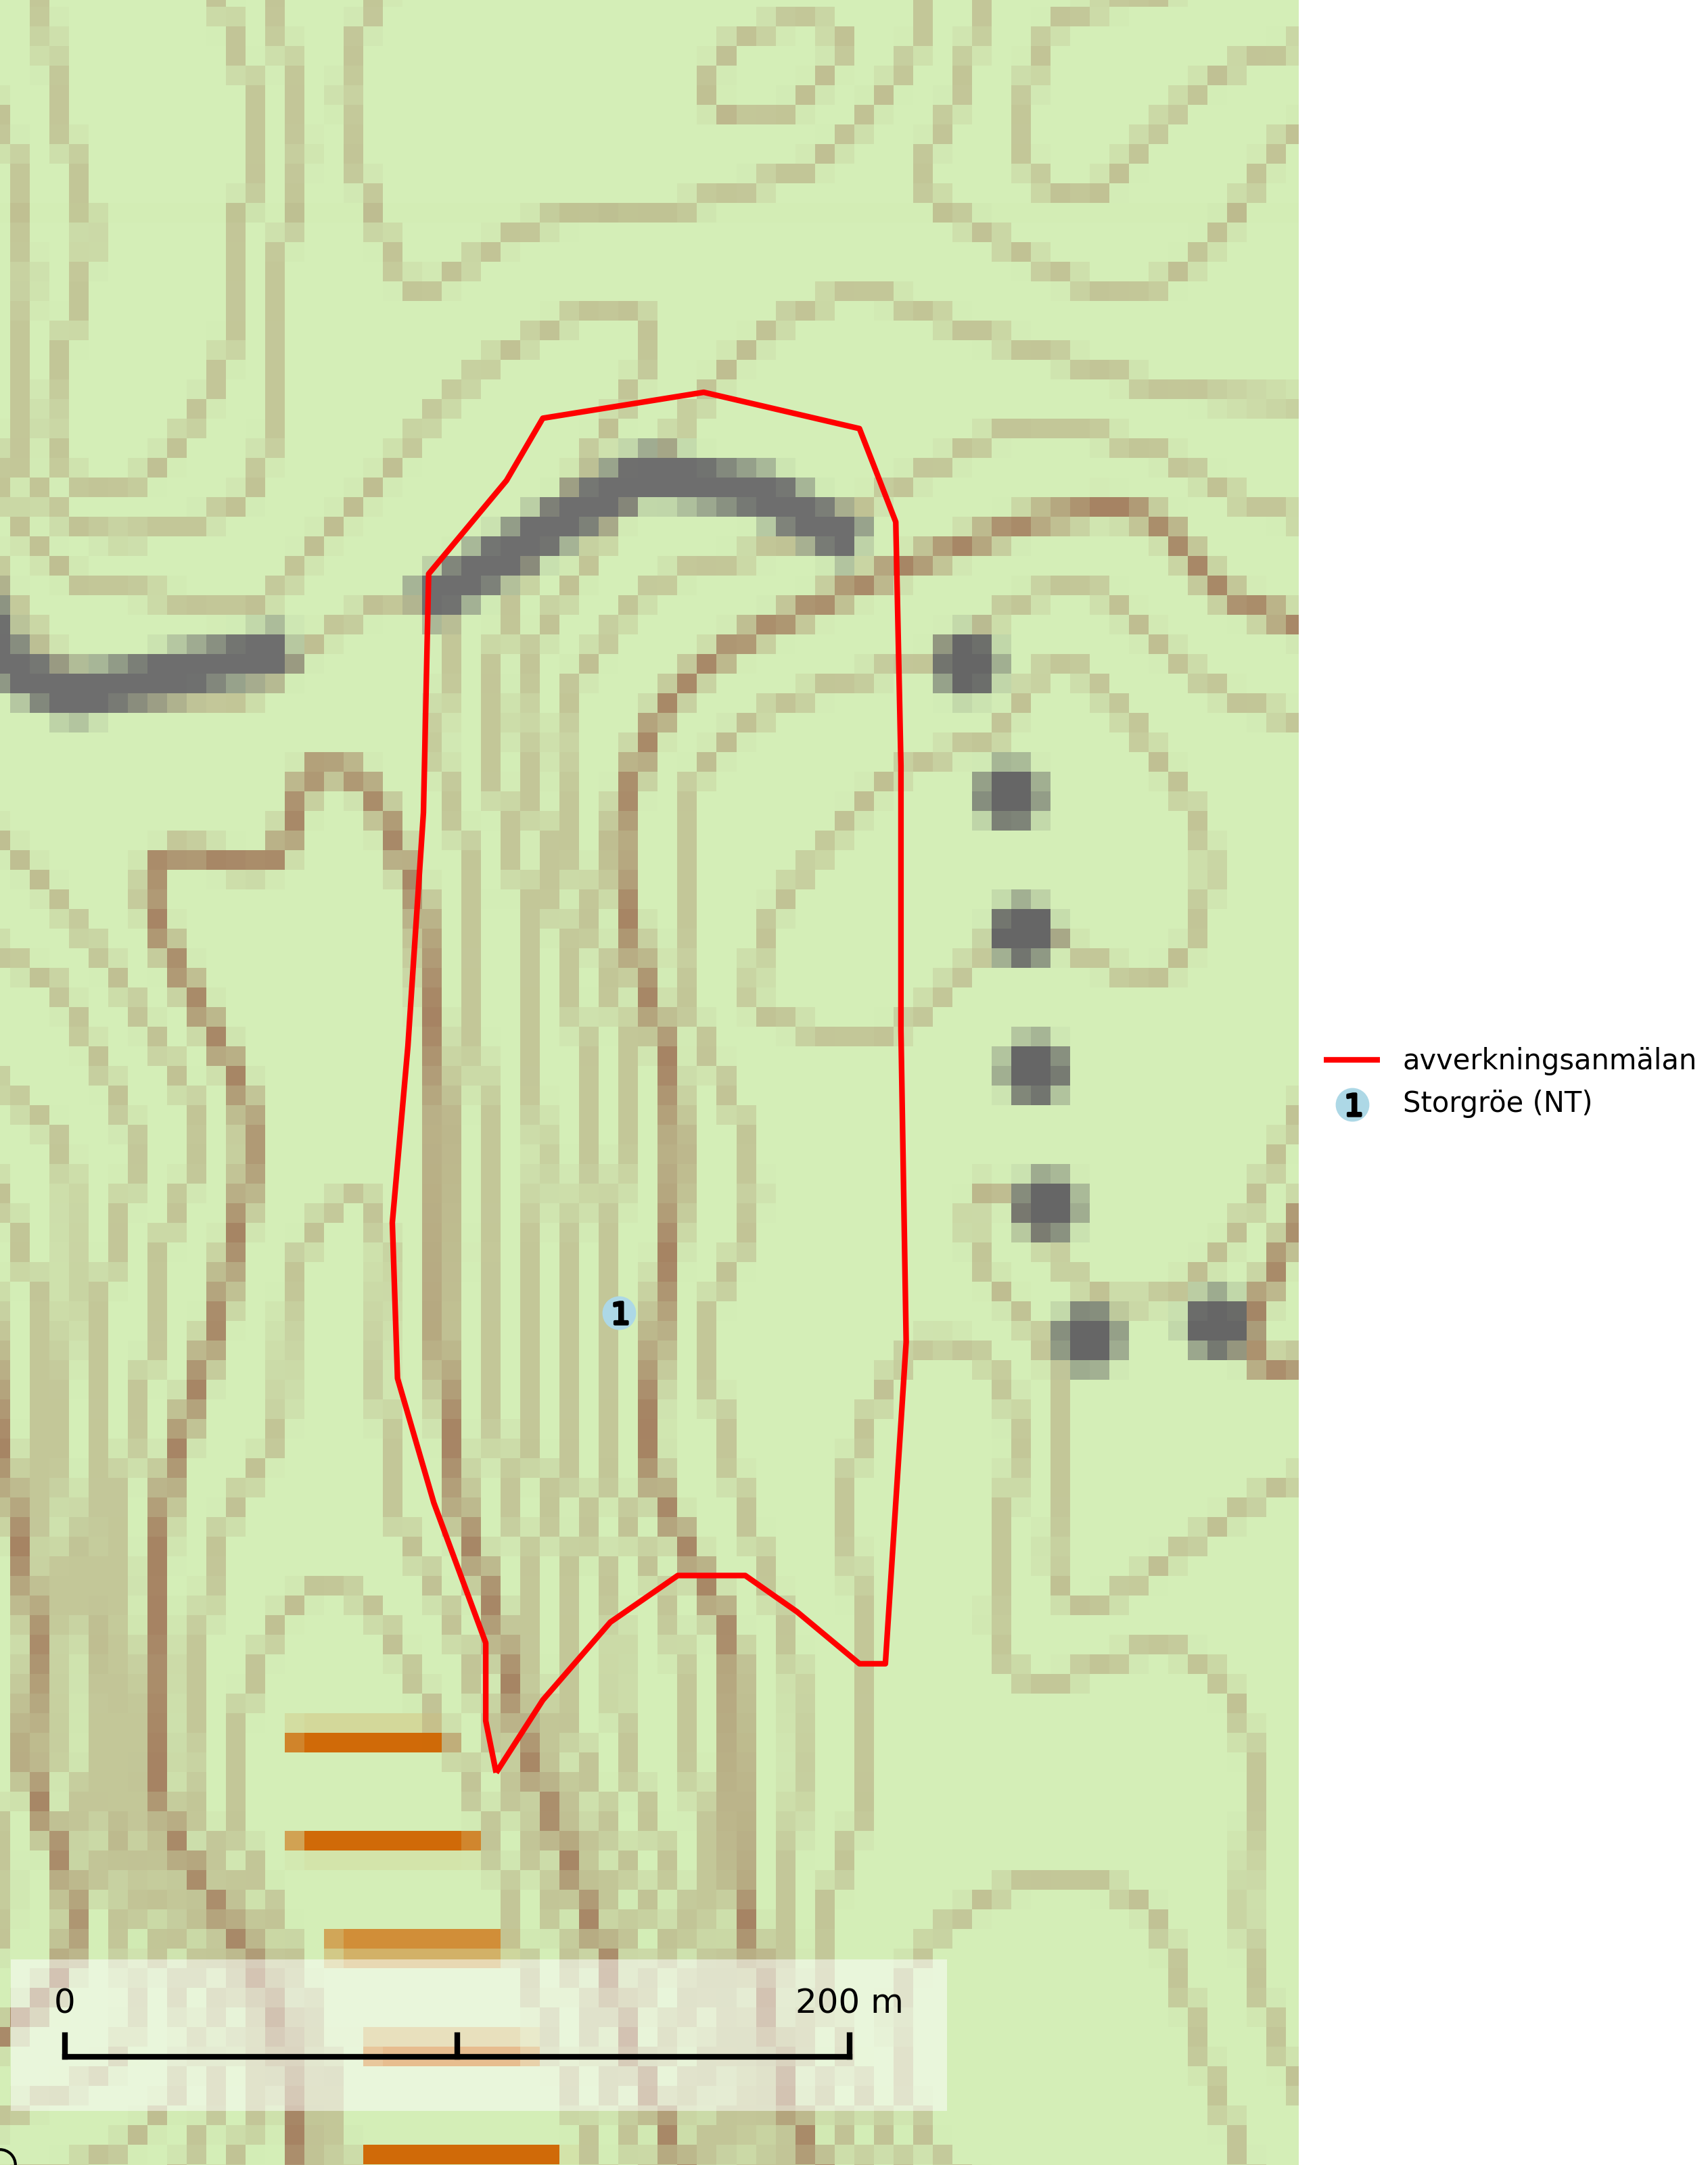 avverkningsanmälan
1 Storgröe (NT)
1
0 200 m